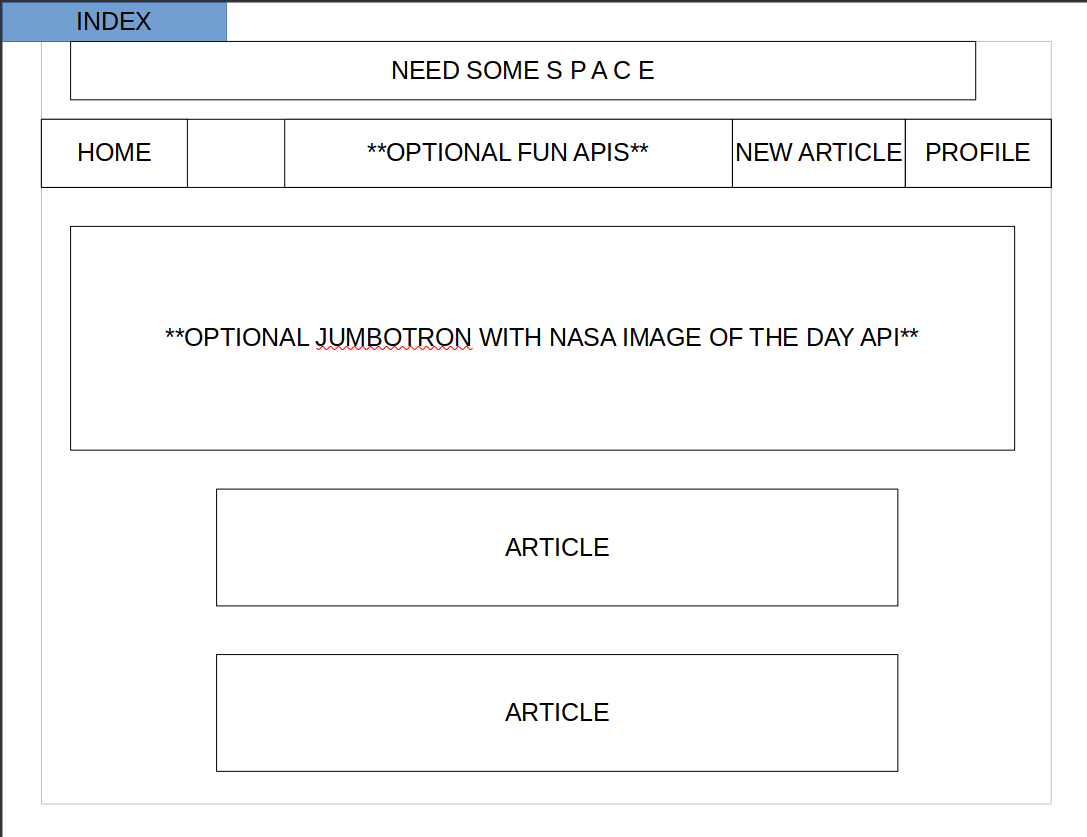 INDEX
NEED SOME S P A C E
HOME
**OPTIONAL FUN APIS**
NEW ARTICLE
PROFILE
**OPTIONAL JUMBOTRON WITH NASA IMAGE OF THE DAY API**
ARTICLE
ARTICLE